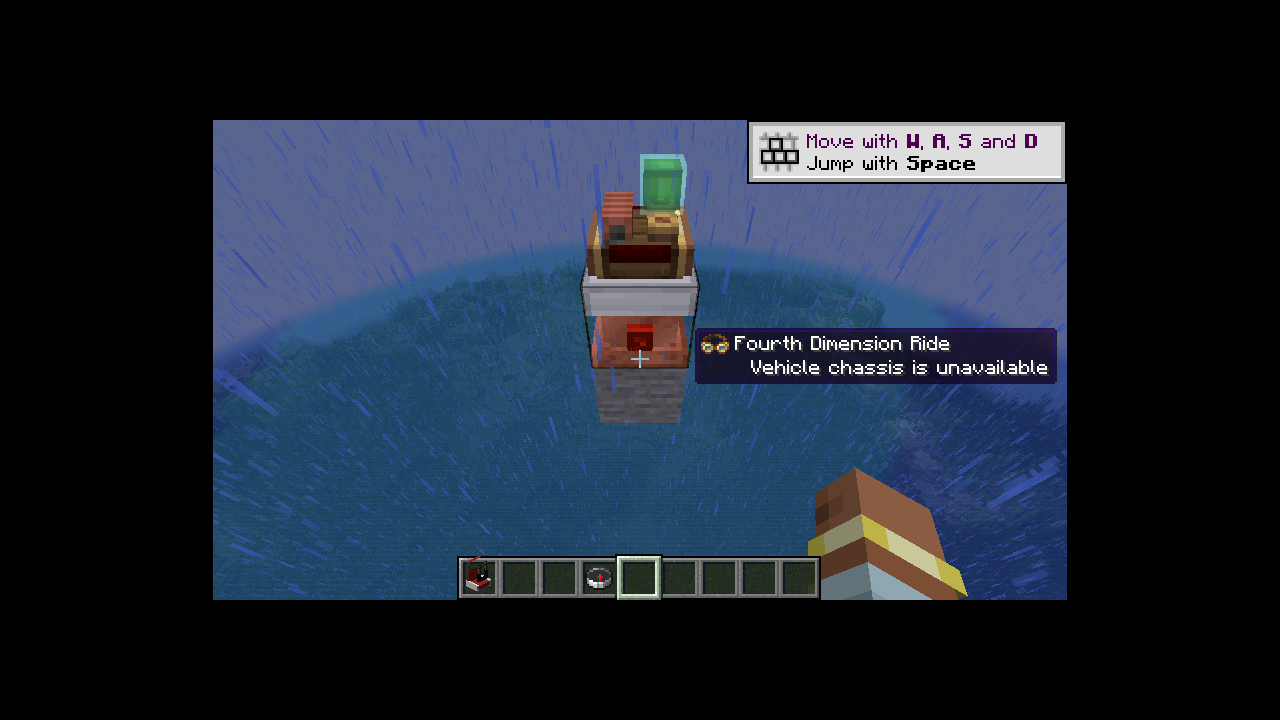 Move with W, A, S and D
Jump with Space
Fourth Dimension Ride
Vehicle chassis is unavailable